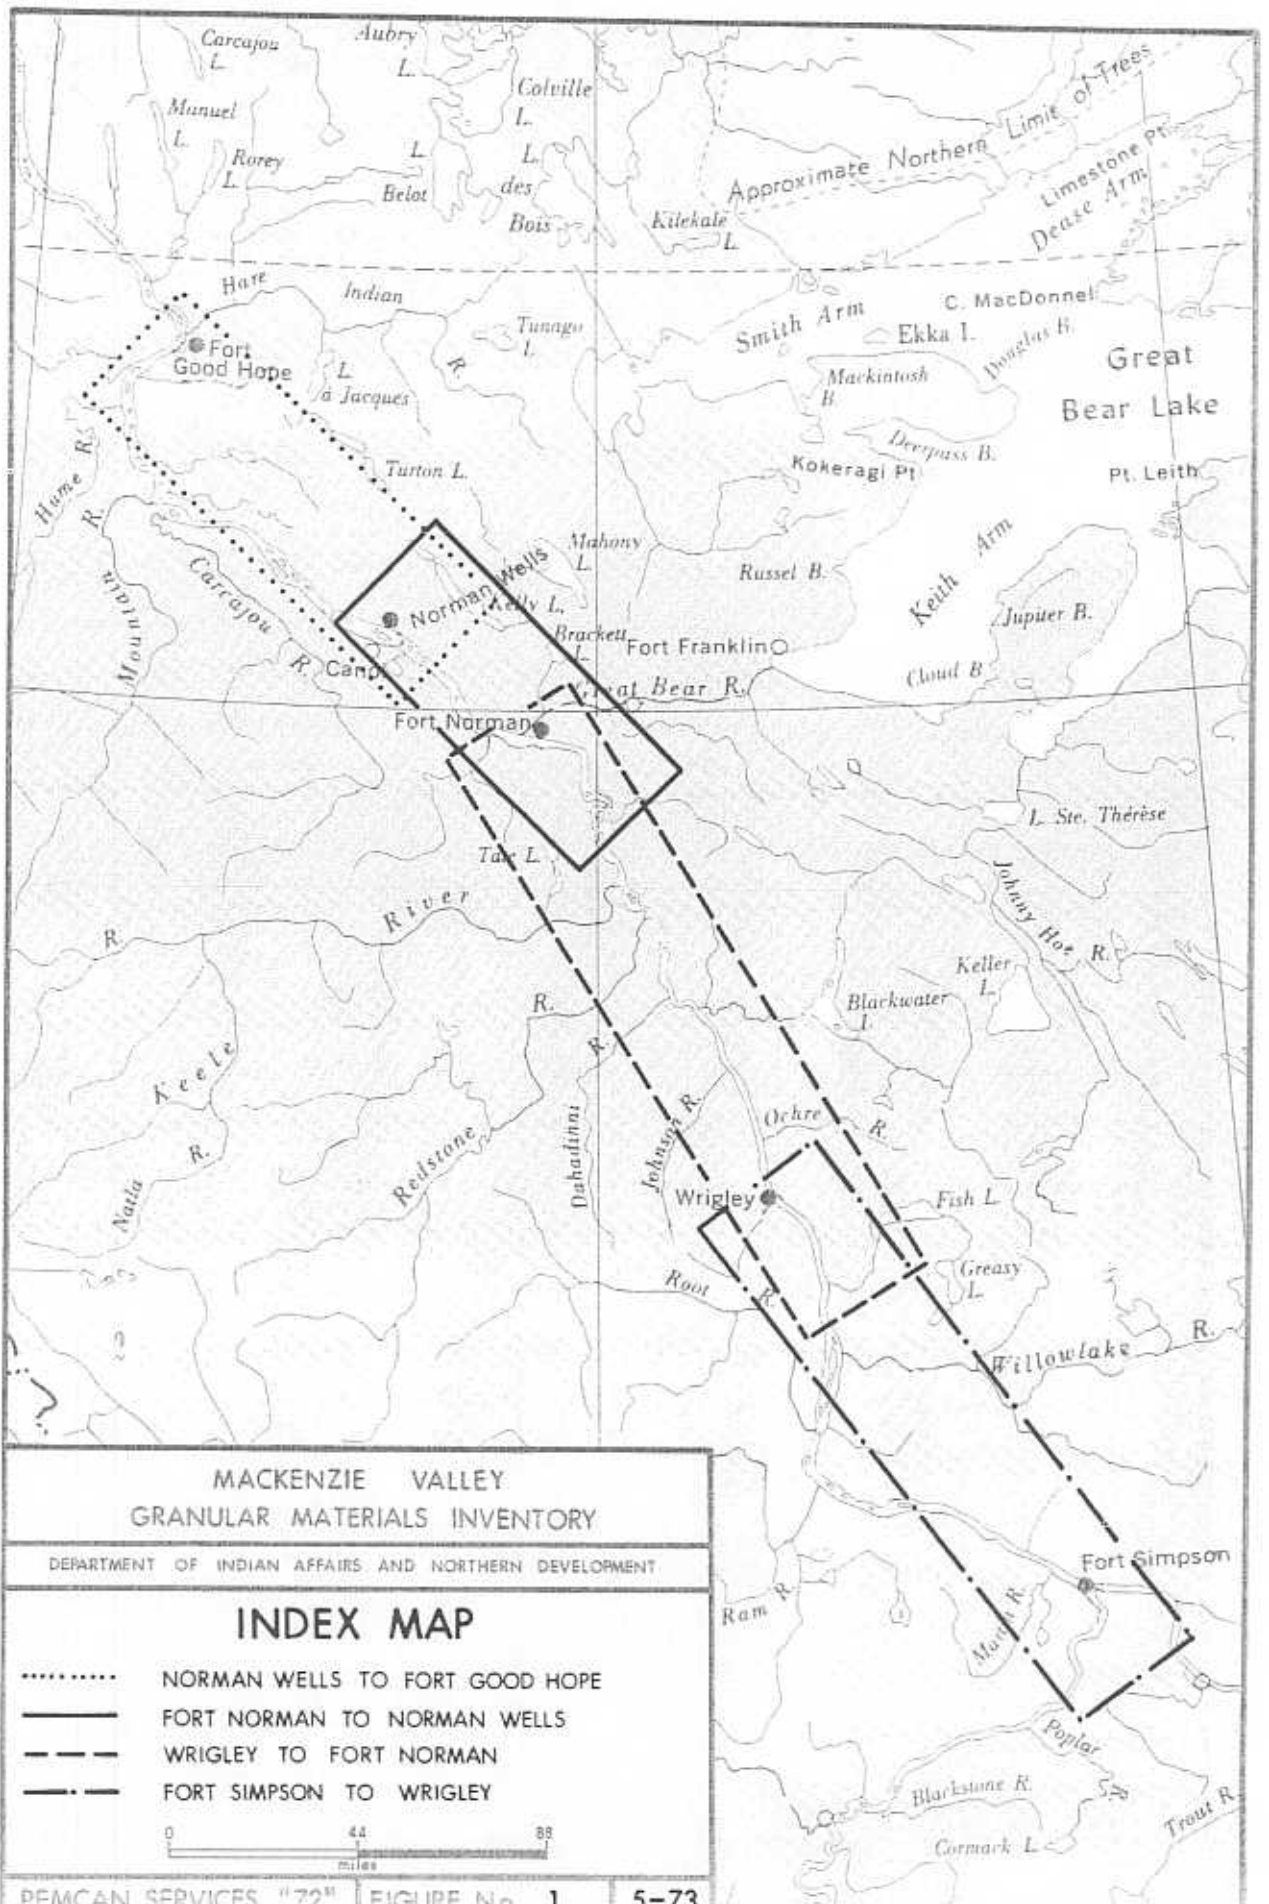 Carcajou
L.
Aubry
L.
Colville
L.
Manuel
L.
Rorey
L.
L.
Belot
L.
des
Bois
Kilekale
L.
Approximate Northern Limit of Trees
Limestone Pt.
Dease Arm
Hare Indian
R.
Tunago
L.
Smith Arm
C. MacDonnel
Ekka I.
Douglas B.
Great
Bear Lake
Fort
Good Hope
L.
à Jacques
Mackintosh
B.
Deerpass B.
Kokeragi Pt
Pt. Leith
Hume R.
Turton L.
Mahony
L.
Keith Arm
Russel B.
Jupiter B.
Carcajou
R.
Mountain
R.
Norman Wells
Kelly L.
Brackett
L.
Fort Franklin
Cloud B
Canol
Great Bear R.
Fort Norman
L. Ste. Thérèse
Tate L.
River
R.
Johnny Hoe R.
Keller
L.
Blackwater
L.
R.
R.
Keele
Redstone
Dahadinni
Johnson R.
Ochre
R.
Natla
R.
Wrigley
Fish L.
Greasy
L.
Root
R.
Willowlake
R.
Fort Simpson
Ram R.
Martin R.
Poplar
R.
Blackstone R.
Trout R
Cormack L.
MACKENZIE VALLEY
GRANULAR MATERIALS INVENTORY
DEPARTMENT OF INDIAN AFFAIRS AND NORTHERN DEVELOPMENT
INDEX MAP
NORMAN WELLS TO FORT GOOD HOPE
FORT NORMAN TO NORMAN WELLS
WRIGLEY TO FORT NORMAN
FORT SIMPSON TO WRIGLEY
0 44 88
miles
PEMCAN SERVICES "72" FIGURE No. 1 5-73